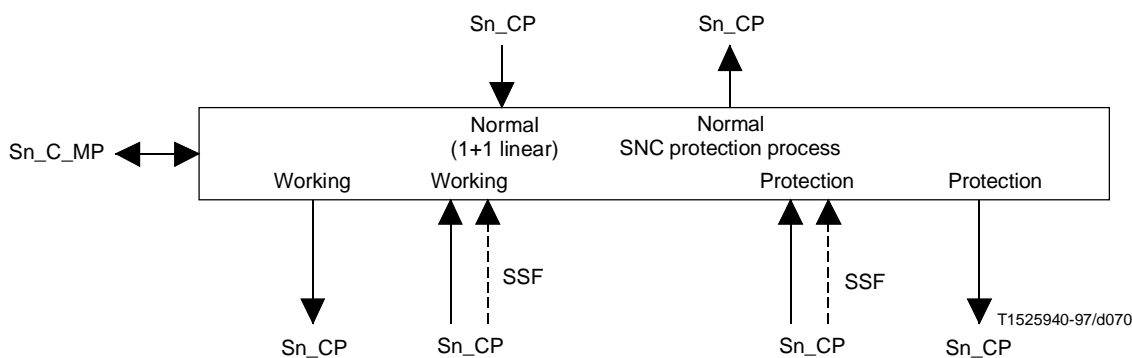 Sn_CP Sn_CP
Normal Normal
Sn_C_MP (1+1 linear) SNC protection process
Working Working Protection Protection
SSF SSF
T1525940-97/d070
Sn_CP Sn_CP Sn_CP Sn_CP